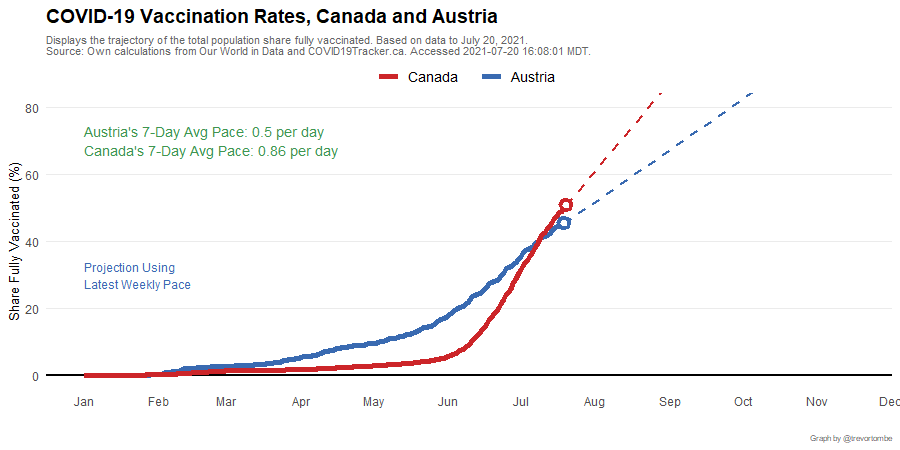 COVID-19 Vaccination Rates, Canada and Austria
Displays the trajectory of the total population share fully vaccinated. Based on data to July 20, 2021.
Source: Own calculations from Our World in Data and COVID19Tracker.ca. Accessed 2021-07-20 16:08:01 MDT.
Canada Austria
80
Austria's 7-Day Avg Pace: 0.5 per day
Canada's 7-Day Avg Pace: 0.86 per day
60
Share Fully Vaccinated (%)
40
Projection Using
Latest Weekly Pace
20
0
Jan Feb Mar Apr May Jun Jul Aug Sep Oct Nov Dec
Graph by @trevortombe